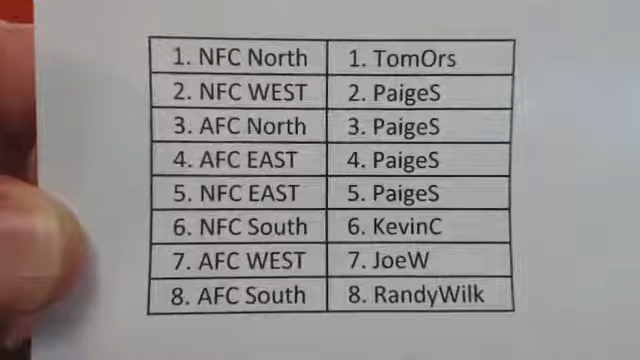 1. NFC North 1. TomOrs
2. NFC WEST 2. PaigeS
3. AFC North 3. PaigeS
4. AFC EAST 4. PaigeS
5. NFC EAST 5. PaigeS
6. NFC South 6. KevinC
7. AFC WEST 7. JoeW
8. AFC South 8. RandyWilk